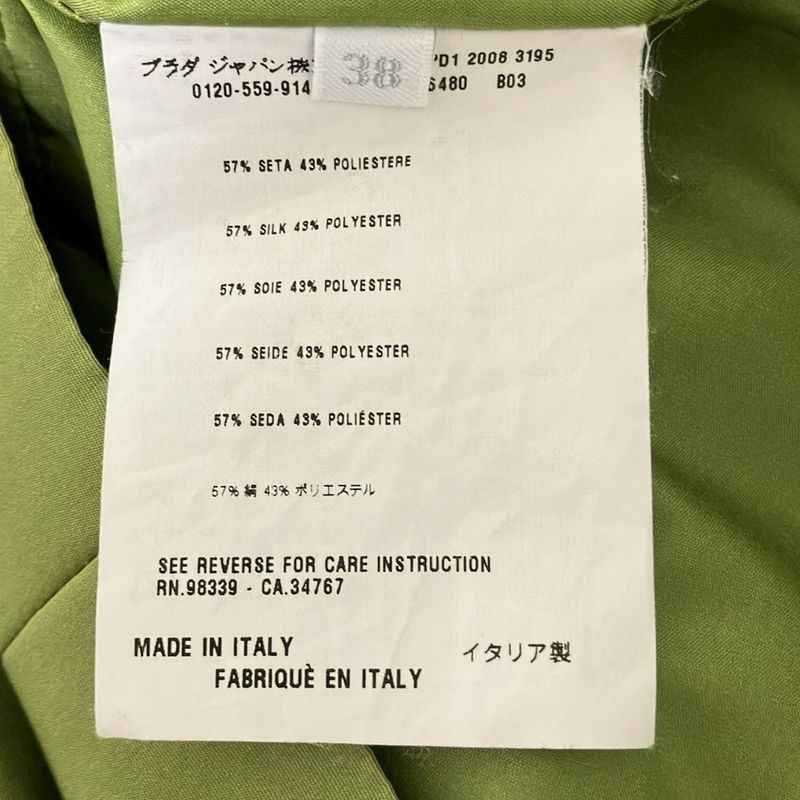 プラダ ジャパン株
PD1 2008 3195
0120-559-914
6480 B03
38
57% SETA 43% POLIESTERE
57% SILK 43% POLYESTER
57% SOIE 43% POLYESTER
57% SEIDE 43% POLYESTER
57% SEDA 43% POLIÉSTER
57% 絹 43% ポリエステル
SEE REVERSE FOR CARE INSTRUCTION
RN.98339 - CA.34767
MADE IN ITALY イタリア製
FABRIQUÈ EN ITALY